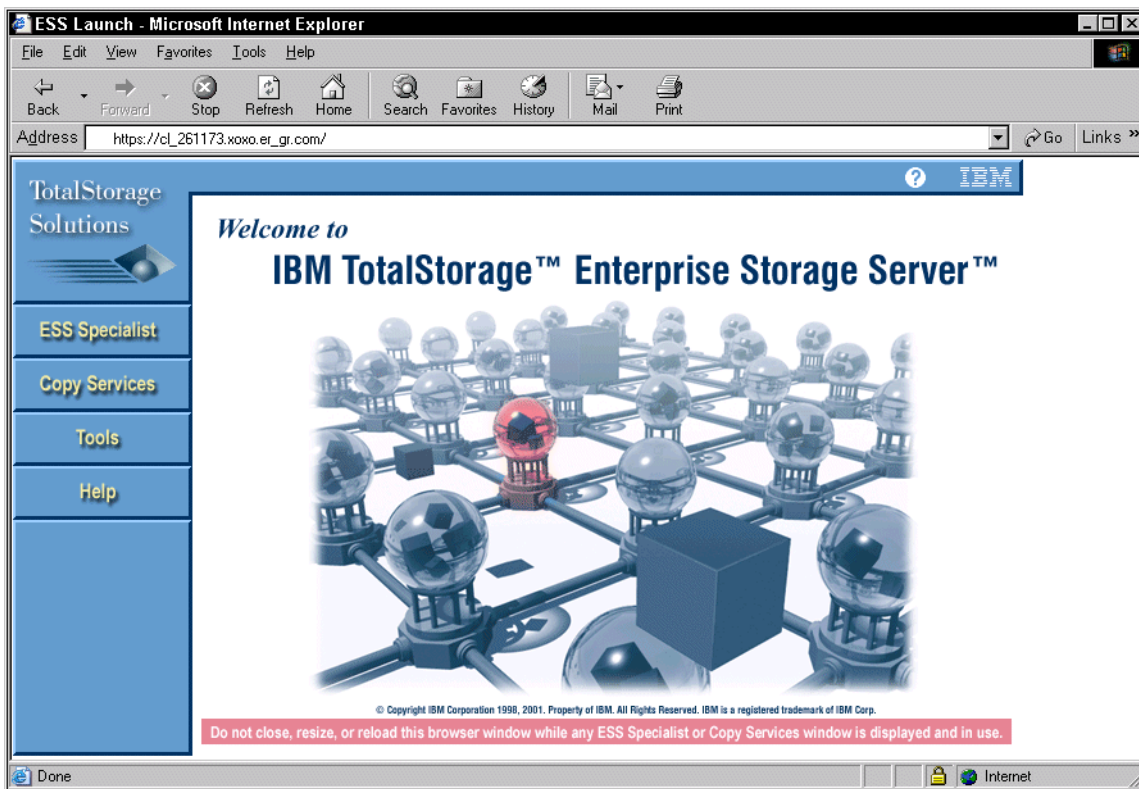 ESS Launch - Microsoft Internet Explorer
File Edit View Favorites Tools Help
Back Forward Stop Refresh Home Search Favorites History Mail Print
Address https://cl_261173.xoxo.er_gr.com/ Go Links »
TotalStorage
Solutions
? IBM
Welcome to
IBM TotalStorage™ Enterprise Storage Server™
ESS Specialist
Copy Services
Tools
Help
© Copyright IBM Corporation 1998, 2001. Property of IBM. All Rights Reserved. IBM is a registered trademark of IBM Corp.
Do not close, resize, or reload this browser window while any ESS Specialist or Copy Services window is displayed and in use.
Done Internet